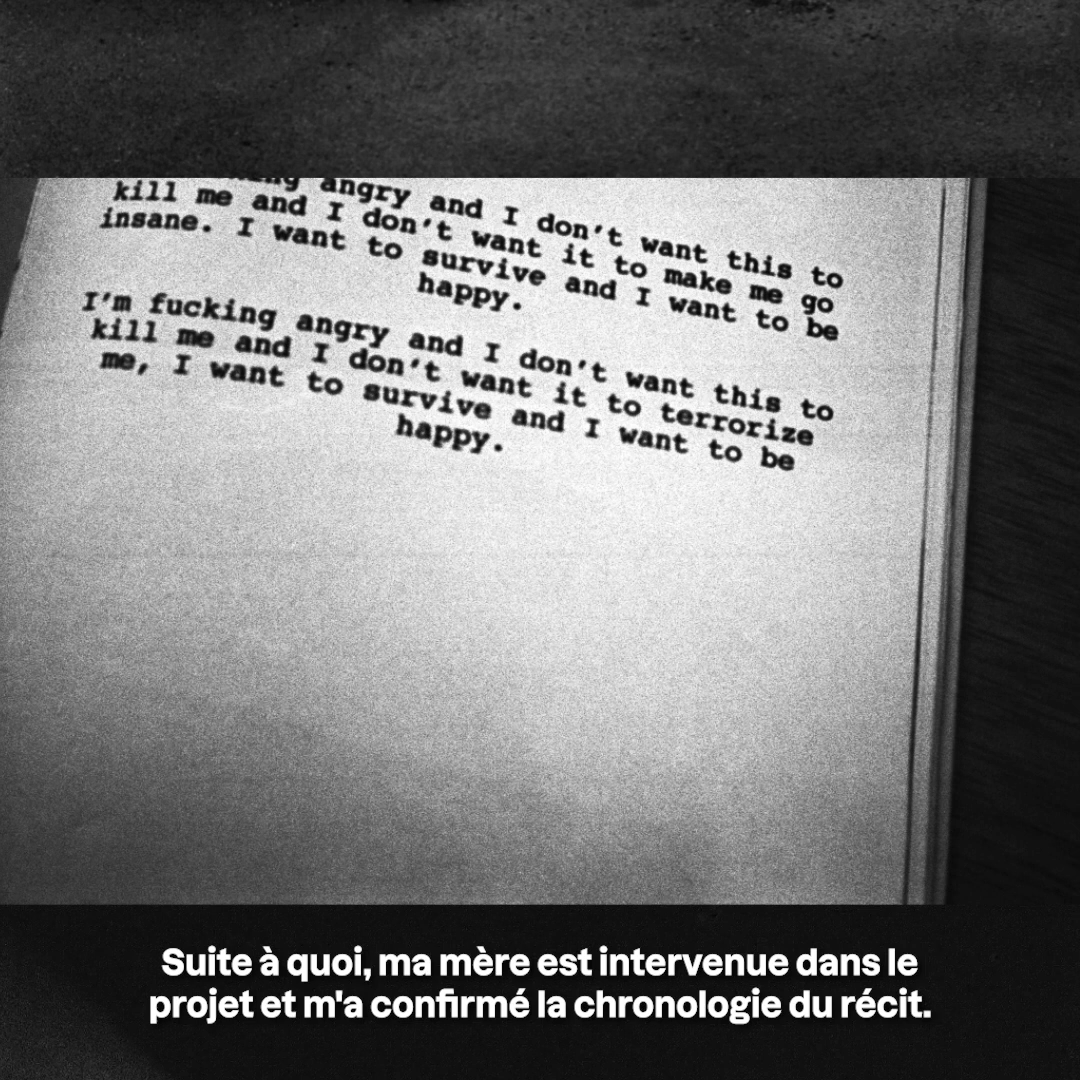 angry and I don't want this to
kill me and I don't want it to make me go
insane. I want to survive and I want to be
happy.
I'm fucking angry and I don't want this to
kill me and I don't want it to terrorize
me, I want to survive and I want to be
happy.
Suite à quoi, ma mère est intervenue dans le
projet et m'a confirmé la chronologie du récit.